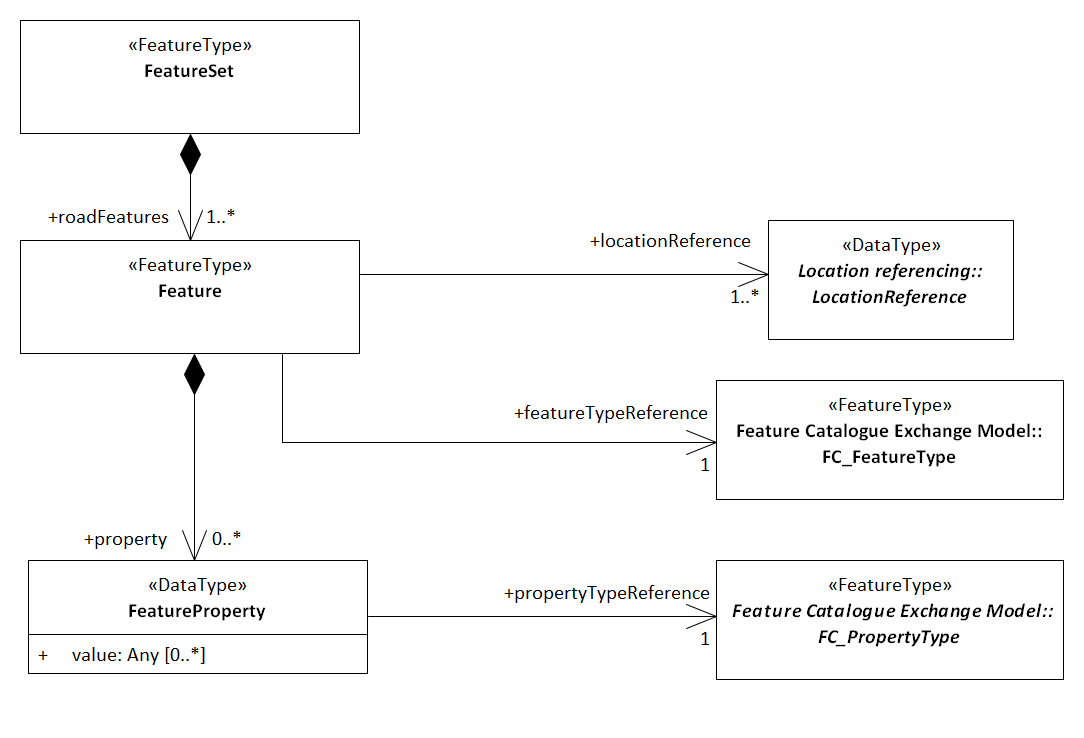 «FeatureType»
FeatureSet
+roadFeatures
1..*
«FeatureType»
Feature
+locationReference
1..*
«DataType»
Location referencing::
LocationReference
+featureTypeReference
1
«FeatureType»
Feature Catalogue Exchange Model::
FC_FeatureType
+property
0..*
«DataType»
FeatureProperty
+ value: Any [0..*]
+propertyTypeReference
1
«FeatureType»
Feature Catalogue Exchange Model::
FC_PropertyType